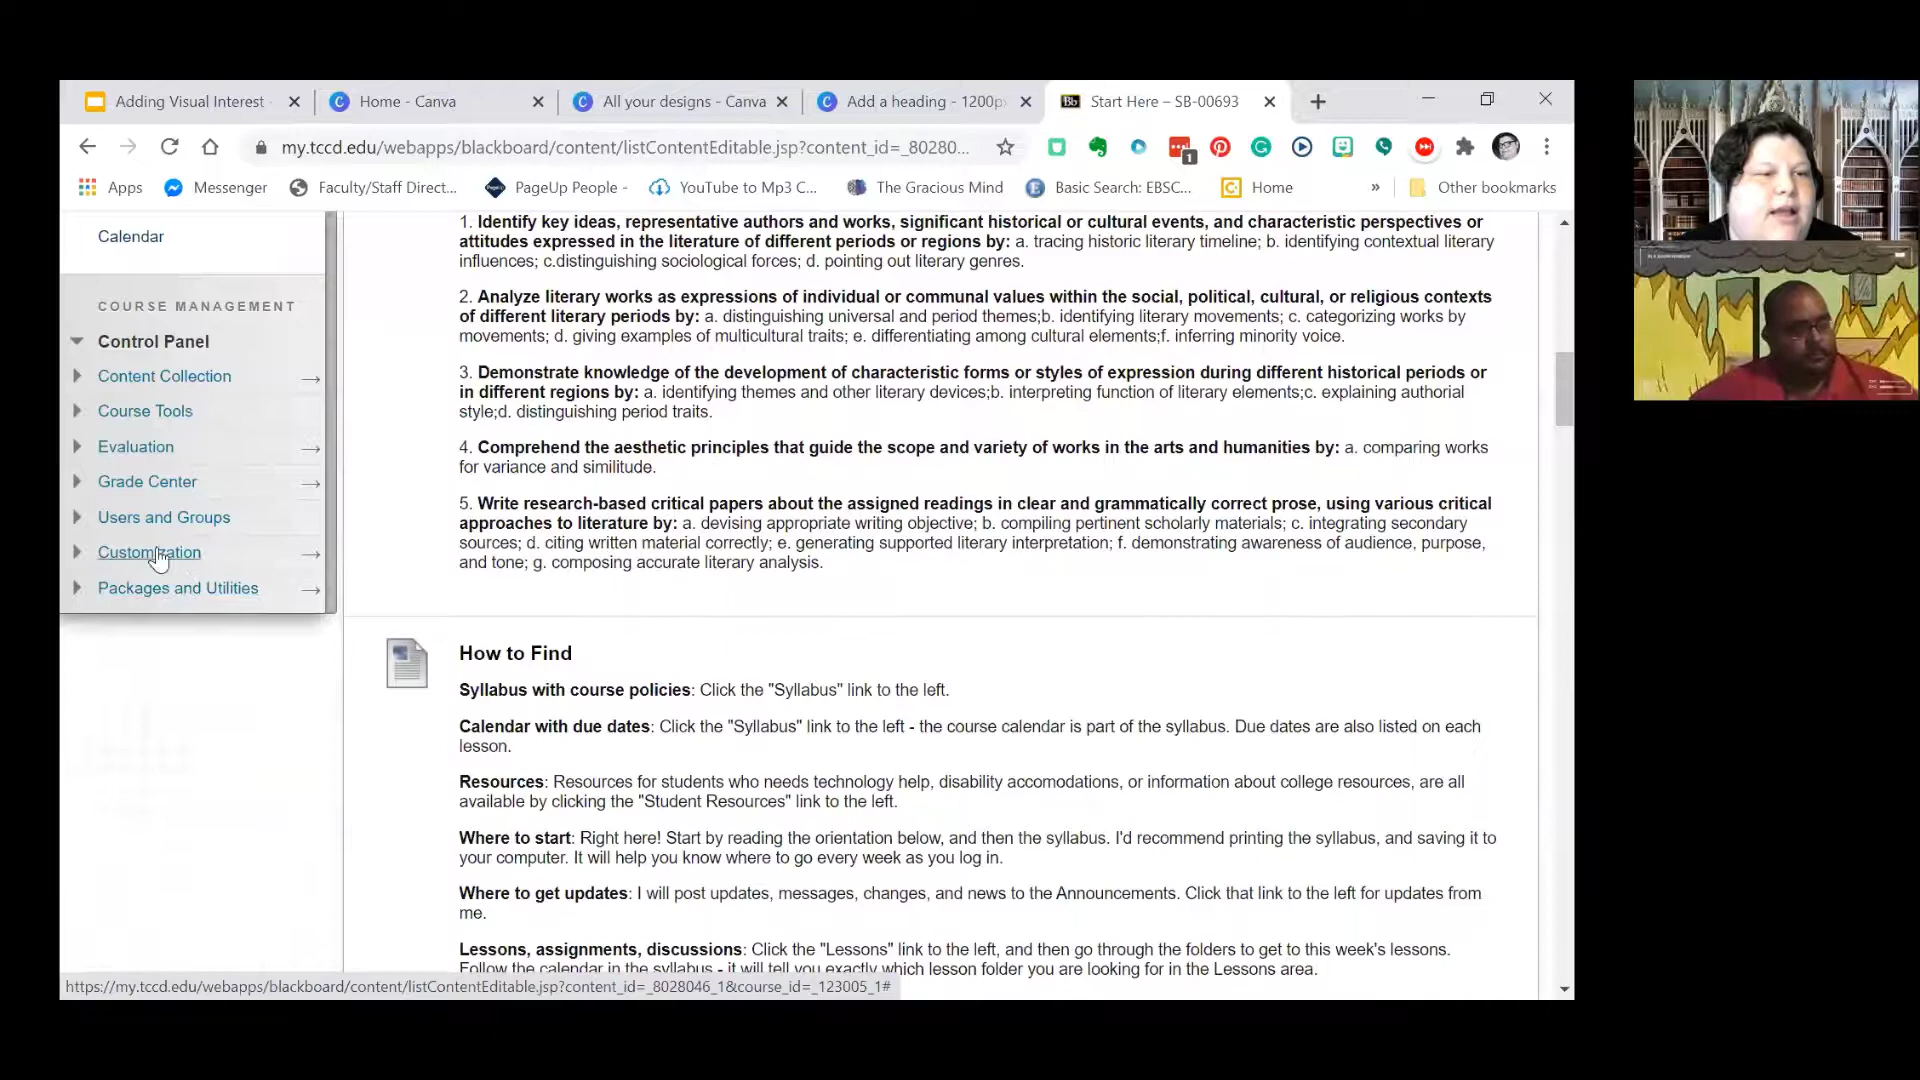 Adding Visual Interest
Home - Canva
All your designs - Canva
Add a heading - 1200p
Start Here – SB-00693
my.tccd.edu/webapps/blackboard/content/listContentEditable.jsp?content_id=_80280...
1
Apps
Messenger
Faculty/Staff Direct...
PageUp People -
YouTube to Mp3 C...
The Gracious Mind
Basic Search: EBSC...
Home
»
Other bookmarks
Calendar
COURSE MANAGEMENT
Control Panel
Content Collection
Course Tools
Evaluation
Grade Center
Users and Groups
Customization
Packages and Utilities
1. Identify key ideas, representative authors and works, significant historical or cultural events, and characteristic perspectives or
attitudes expressed in the literature of different periods or regions by: a. tracing historic literary timeline; b. identifying contextual literary
influences; c.distinguishing sociological forces; d. pointing out literary genres.
2. Analyze literary works as expressions of individual or communal values within the social, political, cultural, or religious contexts
of different literary periods by: a. distinguishing universal and period themes;b. identifying literary movements; c. categorizing works by
movements; d. giving examples of multicultural traits; e. differentiating among cultural elements;f. inferring minority voice.
3. Demonstrate knowledge of the development of characteristic forms or styles of expression during different historical periods or
in different regions by: a. identifying themes and other literary devices;b. interpreting function of literary elements;c. explaining authorial
style;d. distinguishing period traits.
4. Comprehend the aesthetic principles that guide the scope and variety of works in the arts and humanities by: a. comparing works
for variance and similitude.
5. Write research-based critical papers about the assigned readings in clear and grammatically correct prose, using various critical
approaches to literature by: a. devising appropriate writing objective; b. compiling pertinent scholarly materials; c. integrating secondary
sources; d. citing written material correctly; e. generating supported literary interpretation; f. demonstrating awareness of audience, purpose,
and tone; g. composing accurate literary analysis.
How to Find
Syllabus with course policies: Click the "Syllabus" link to the left.
Calendar with due dates: Click the "Syllabus" link to the left - the course calendar is part of the syllabus. Due dates are also listed on each
lesson.
Resources: Resources for students who needs technology help, disability accomodations, or information about college resources, are all
available by clicking the "Student Resources" link to the left.
Where to start: Right here! Start by reading the orientation below, and then the syllabus. I'd recommend printing the syllabus, and saving it to
your computer. It will help you know where to go every week as you log in.
Where to get updates: I will post updates, messages, changes, and news to the Announcements. Click that link to the left for updates from
me.
Lessons, assignments, discussions: Click the "Lessons" link to the left, and then go through the folders to get to this week's lessons.
Follow the calendar in the syllabus - it will tell you exactly which lesson folder you are looking for in the Lessons area.
https://my.tccd.edu/webapps/blackboard/content/listContentEditable.jsp?content_id=_8028046_1&course_id=_123005_1#